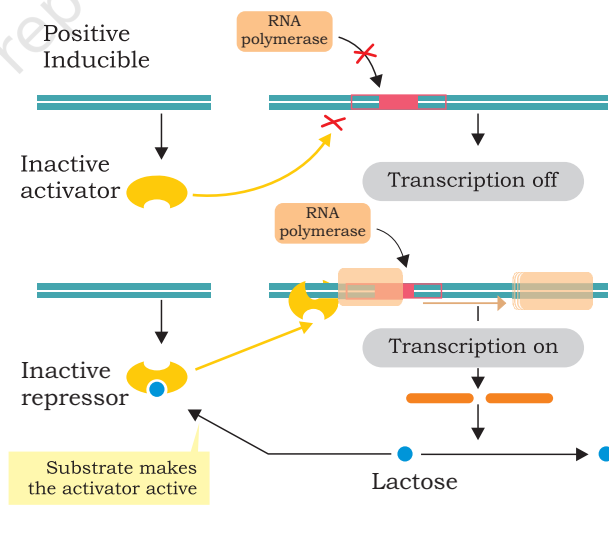 Positive
Inducible
RNA
polymerase
Inactive
activator
Transcription off
RNA
polymerase
Transcription on
Inactive
repressor
Substrate makes
the activator active
Lactose